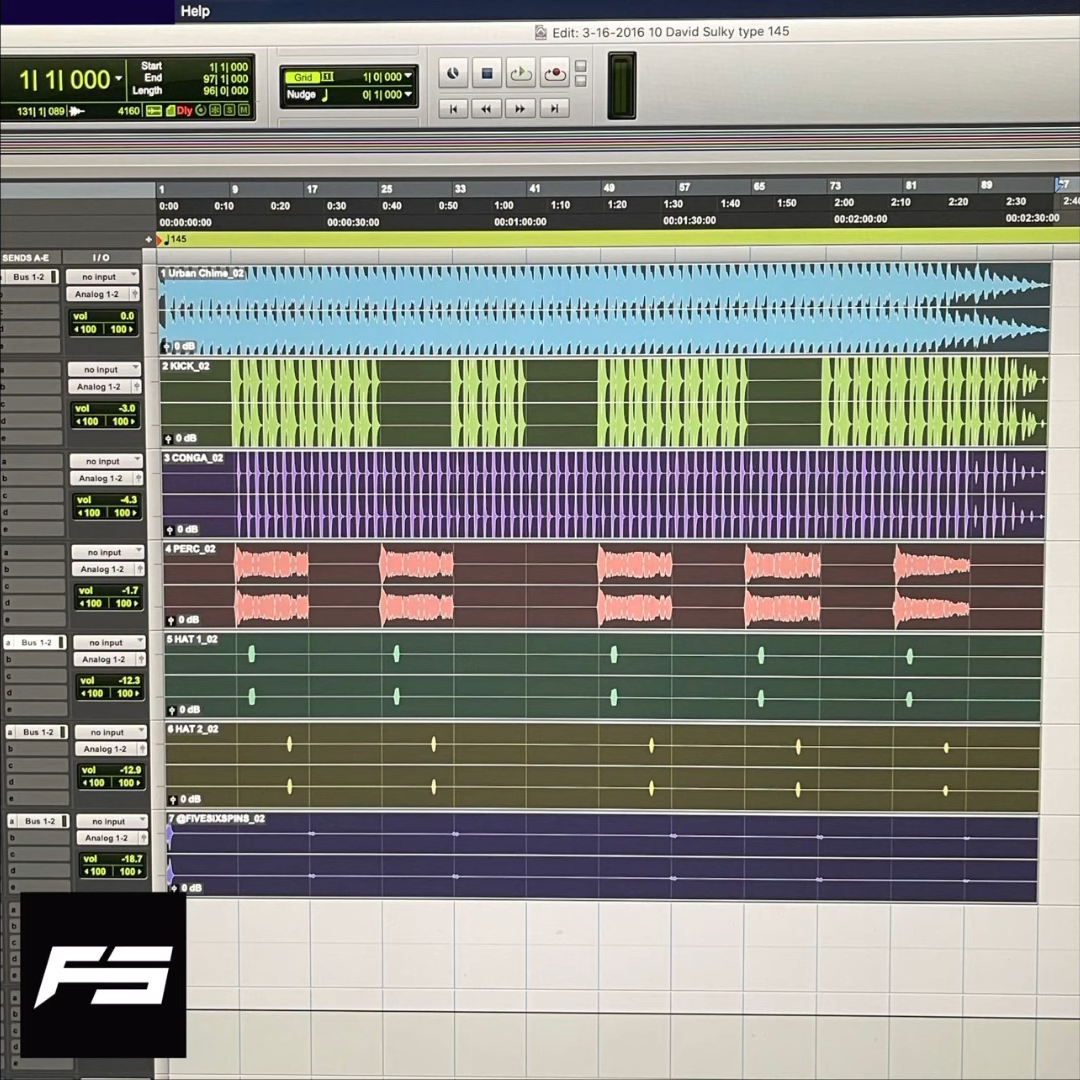 Help
Edit: 3-16-2016 10 David Sulky type 145
1| 1| 000
Start 1| 1| 000
End 97| 1| 000
Length 96| 0| 000
131| 1| 089 4160 Dly S M
Grid 1| 0| 000
Nudge 0| 1| 000
1 9 17 25 33 41 49 57 65 73 81 89 97
0:00 0:10 0:20 0:30 0:40 0:50 1:00 1:10 1:20 1:30 1:40 1:50 2:00 2:10 2:20 2:30 2:40
00:00:00:00 00:00:30:00 00:01:00:00 00:01:30:00 00:02:00:00 00:02:30:00
145
SENDS A-E I / O
Bus 1-2 no input 1 Urban Chime_02
Analog 1-2
vol 0.0
100 100
0 dB
no input 2 KICK_02
Analog 1-2
vol -3.0
100 100
0 dB
a no input 3 CONGA_02
b Analog 1-2
c vol -4.3
d 100 100
e 0 dB
a no input 4 PERC_02
b Analog 1-2
c vol -1.7
d 100 100
e 0 dB
a Bus 1-2 no input 5 HAT 1_02
b Analog 1-2
c vol -12.3
d 100 100
e 0 dB
a Bus 1-2 no input 6 HAT 2_02
b Analog 1-2
c vol -12.9
d 100 100
e 0 dB
a Bus 1-2 no input 7 @FIVESIXSPINS_02
b Analog 1-2
c vol -18.7
d 100 100
e 0 dB
a
b
c
d
e
a
b
c
d
e
FS